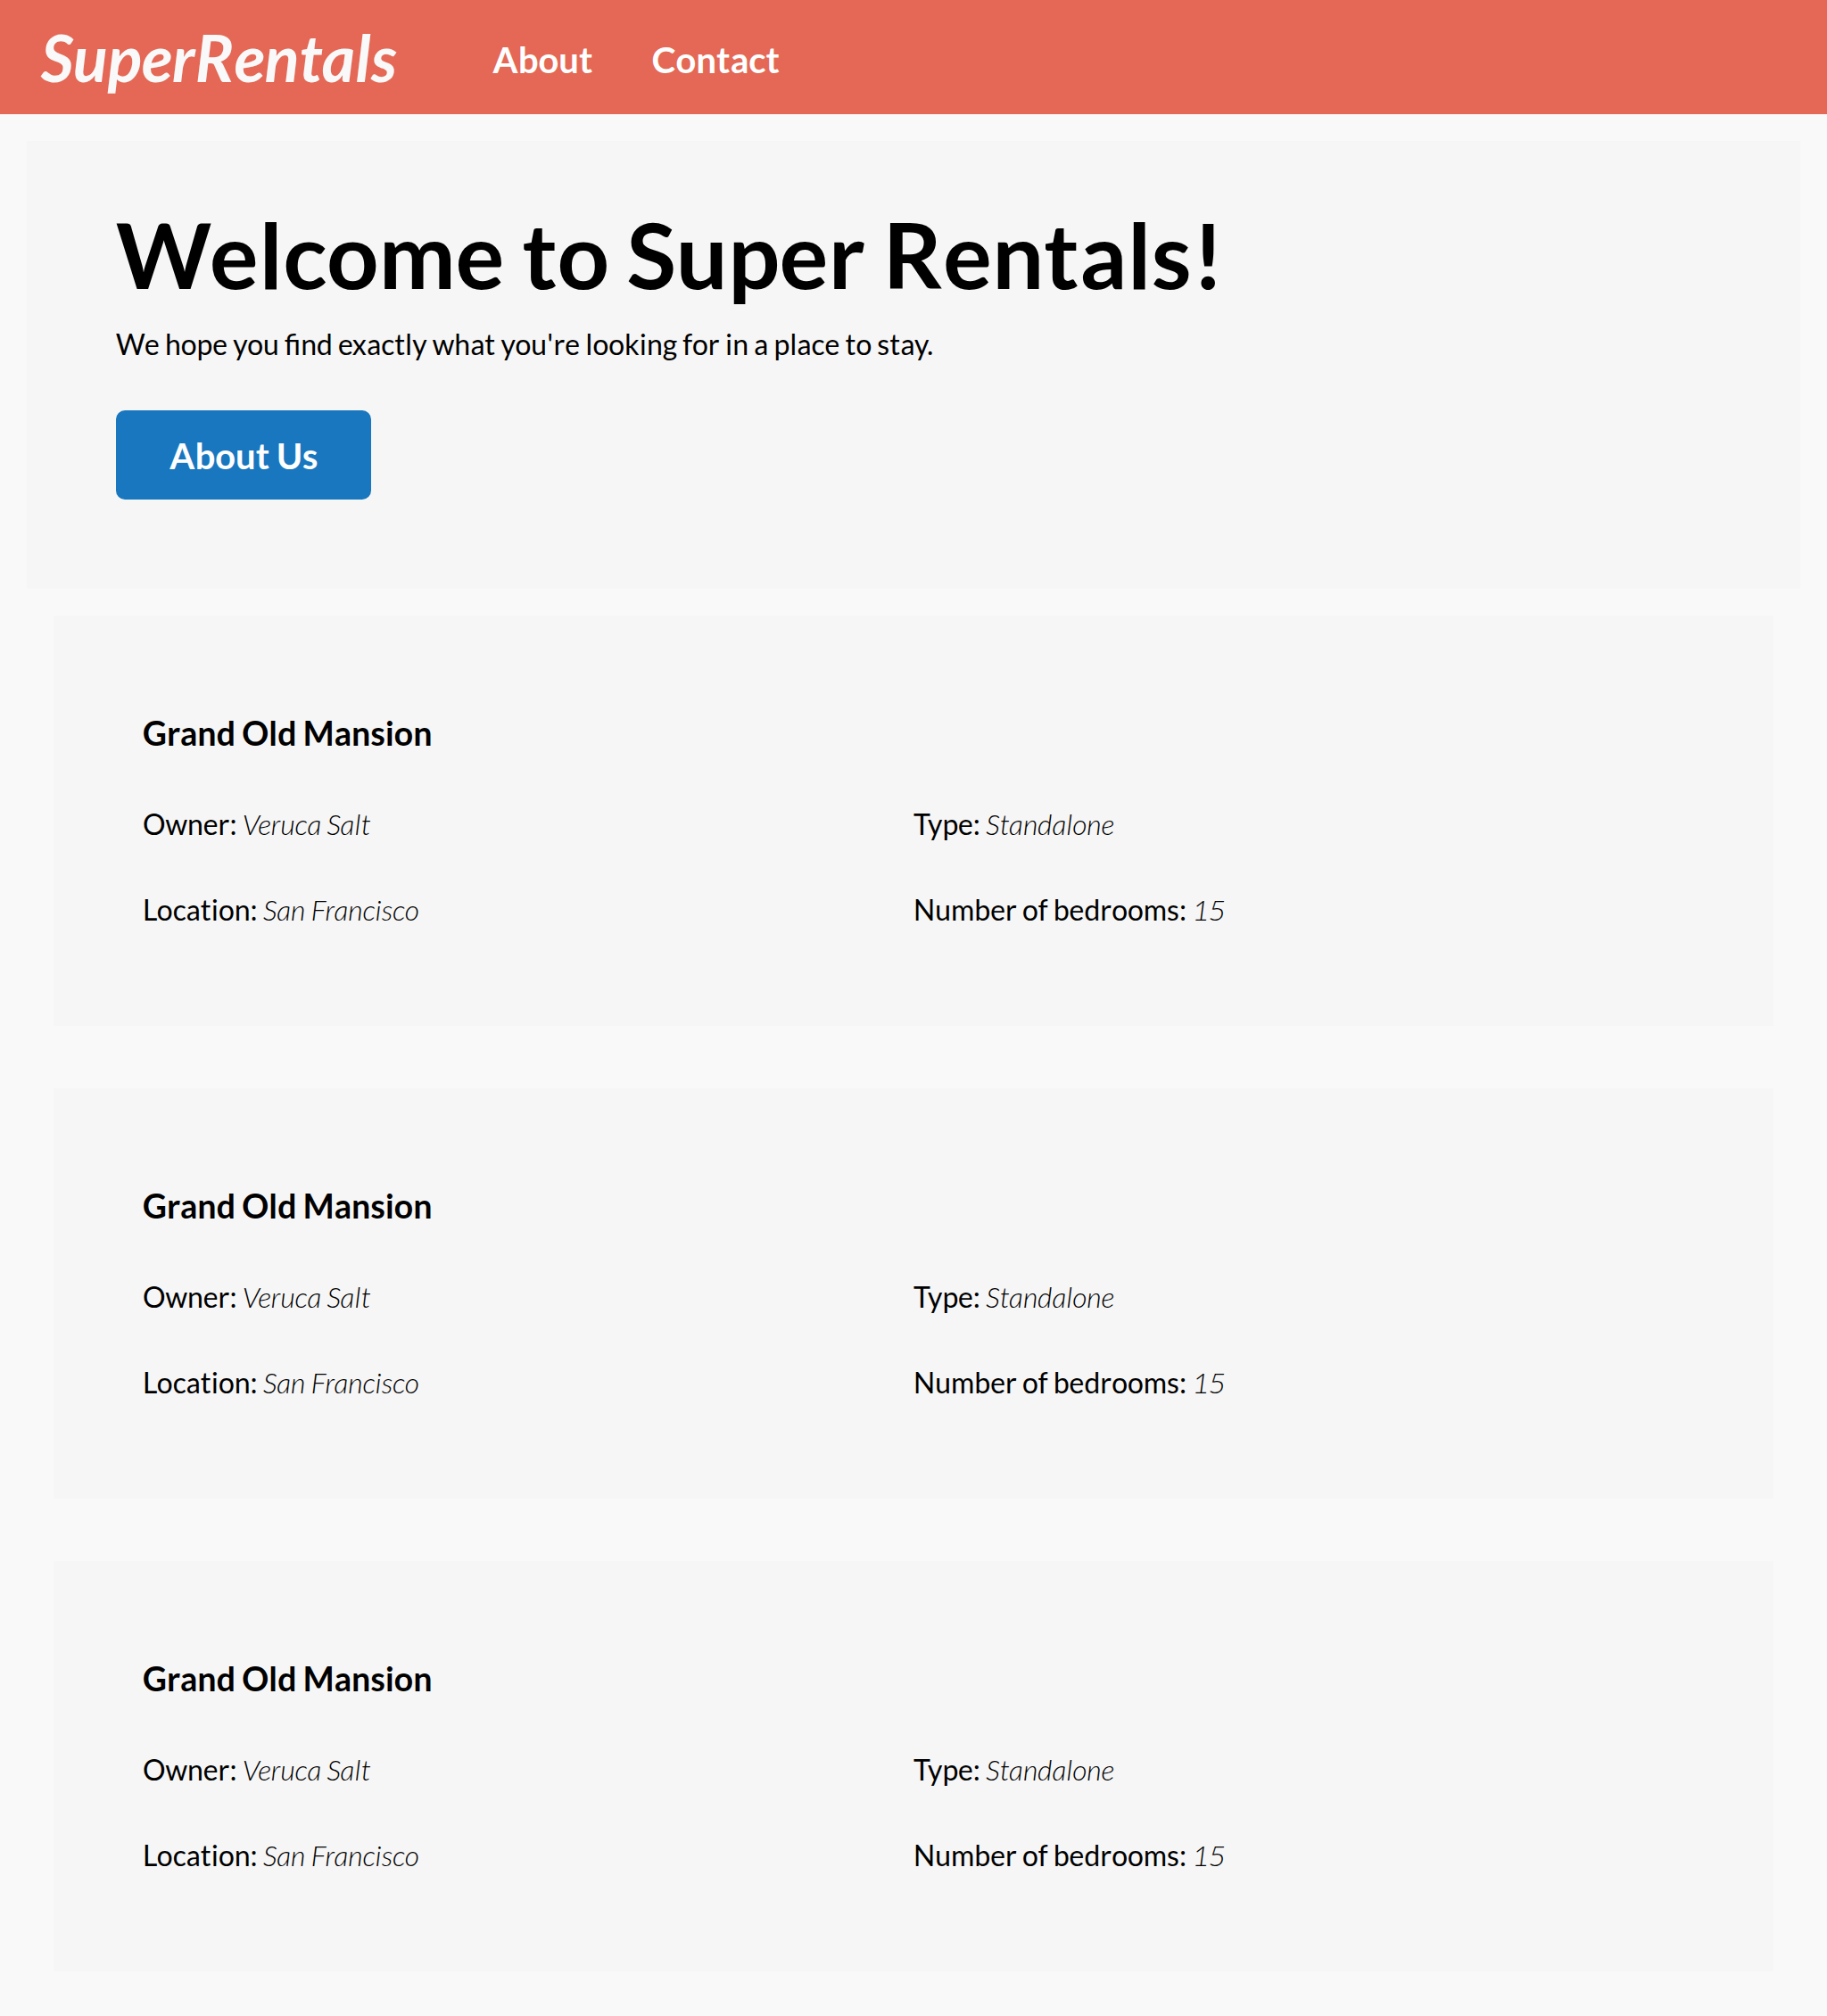 SuperRentals About Contact
Welcome to Super Rentals!
We hope you find exactly what you're looking for in a place to stay.
About Us
Grand Old Mansion
Owner: Veruca Salt Type: Standalone
Location: San Francisco Number of bedrooms: 15
Grand Old Mansion
Owner: Veruca Salt Type: Standalone
Location: San Francisco Number of bedrooms: 15
Grand Old Mansion
Owner: Veruca Salt Type: Standalone
Location: San Francisco Number of bedrooms: 15